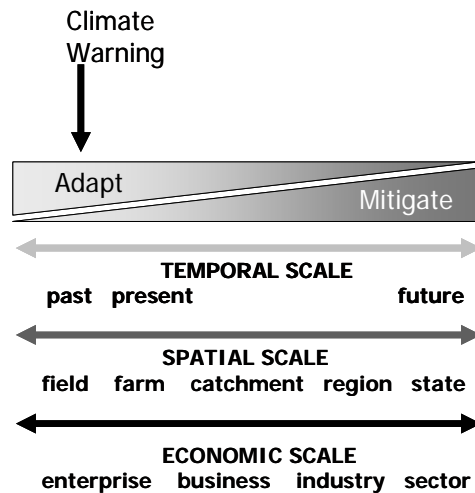 Climate
Warning
Adapt
Mitigate
TEMPORAL SCALE
past present future
SPATIAL SCALE
field farm catchment region state
ECONOMIC SCALE
enterprise business industry sector